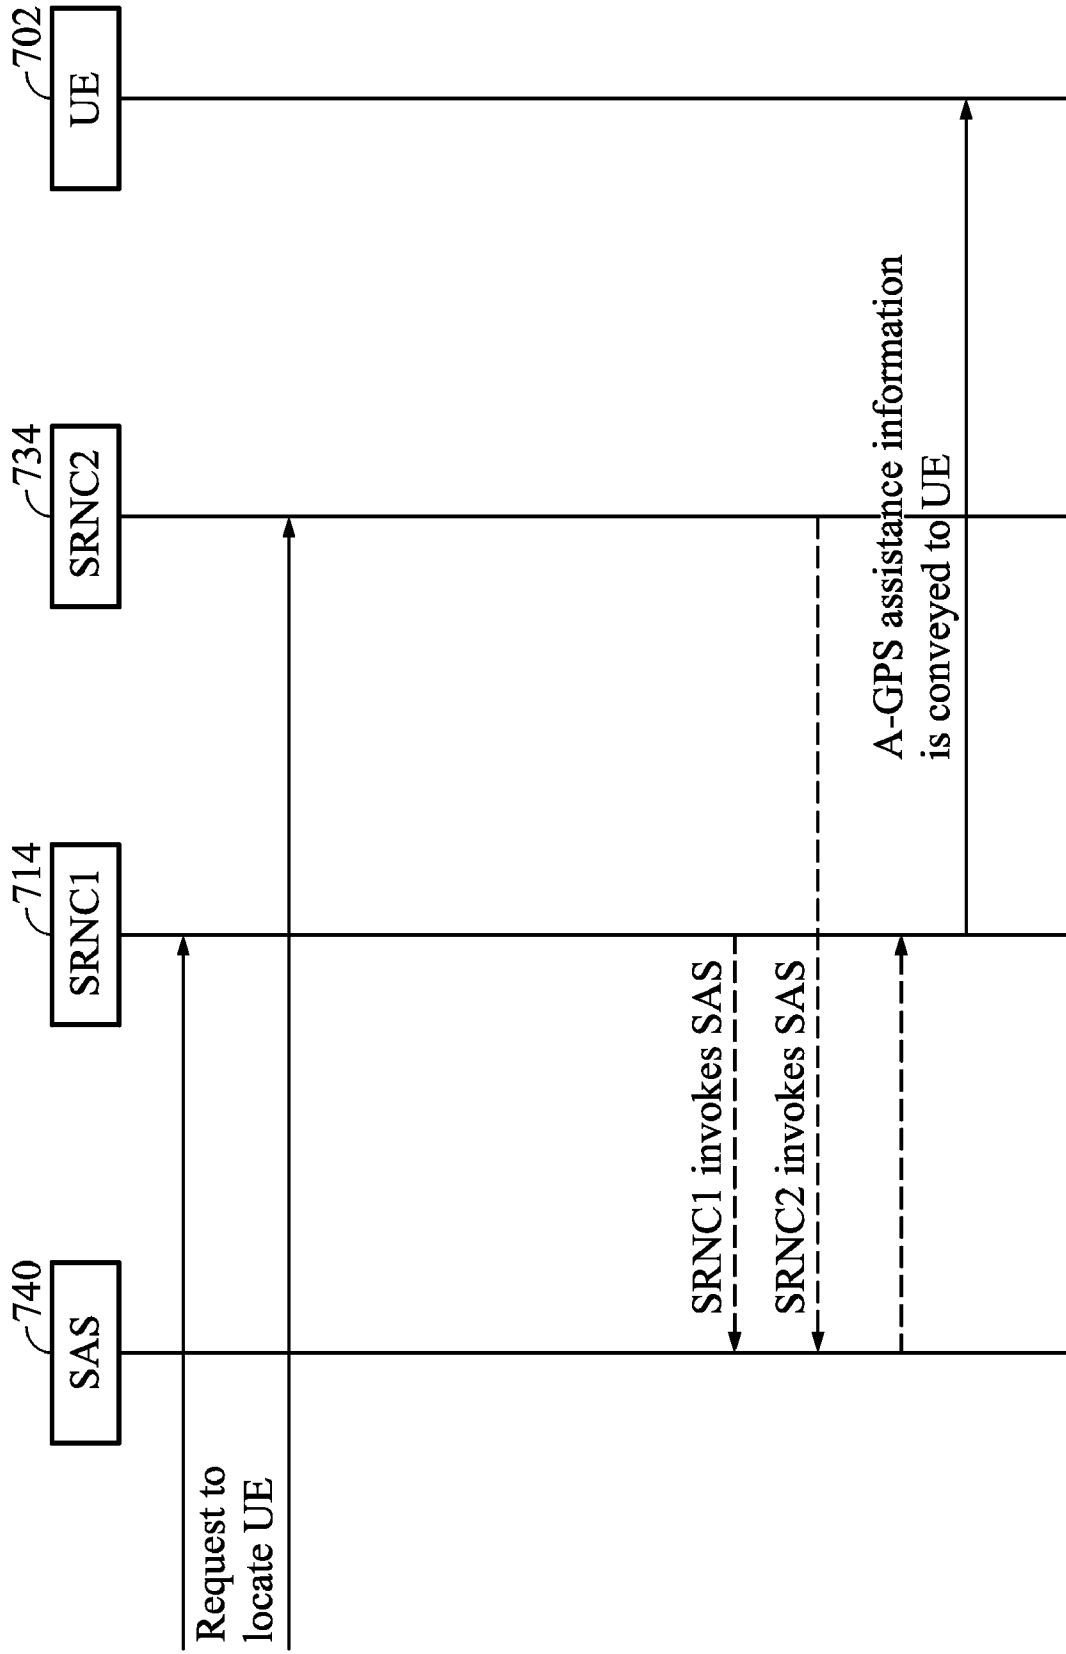 740
SAS
714
SRNC1
734
SRNC2
702
UE
Request to
locate UE
SRNC1 invokes SAS
SRNC2 invokes SAS
A-GPS assistance information
is conveyed to UE